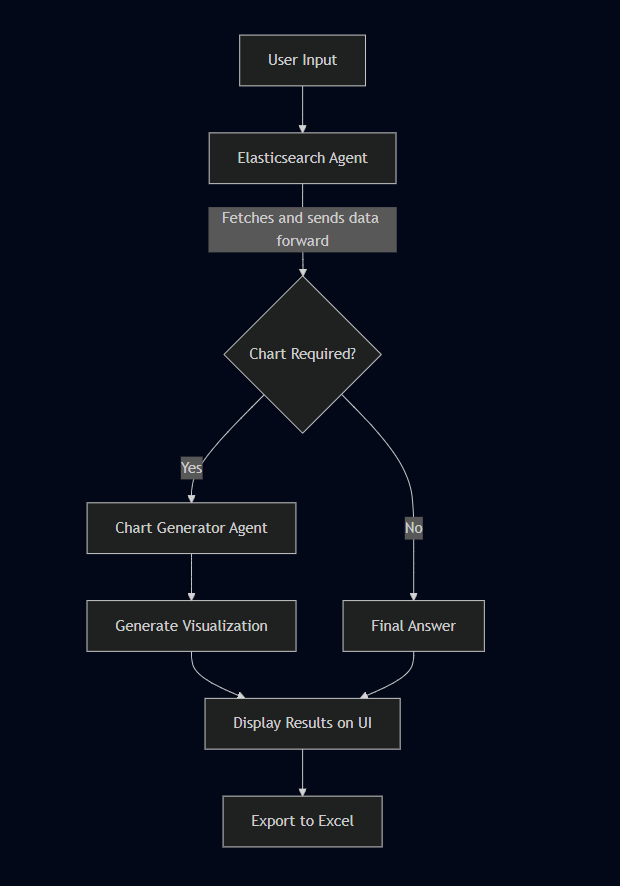 User Input
Elasticsearch Agent
Fetches and sends data
forward
Chart Required?
Yes
Chart Generator Agent
No
Generate Visualization
Final Answer
Display Results on UI
Export to Excel